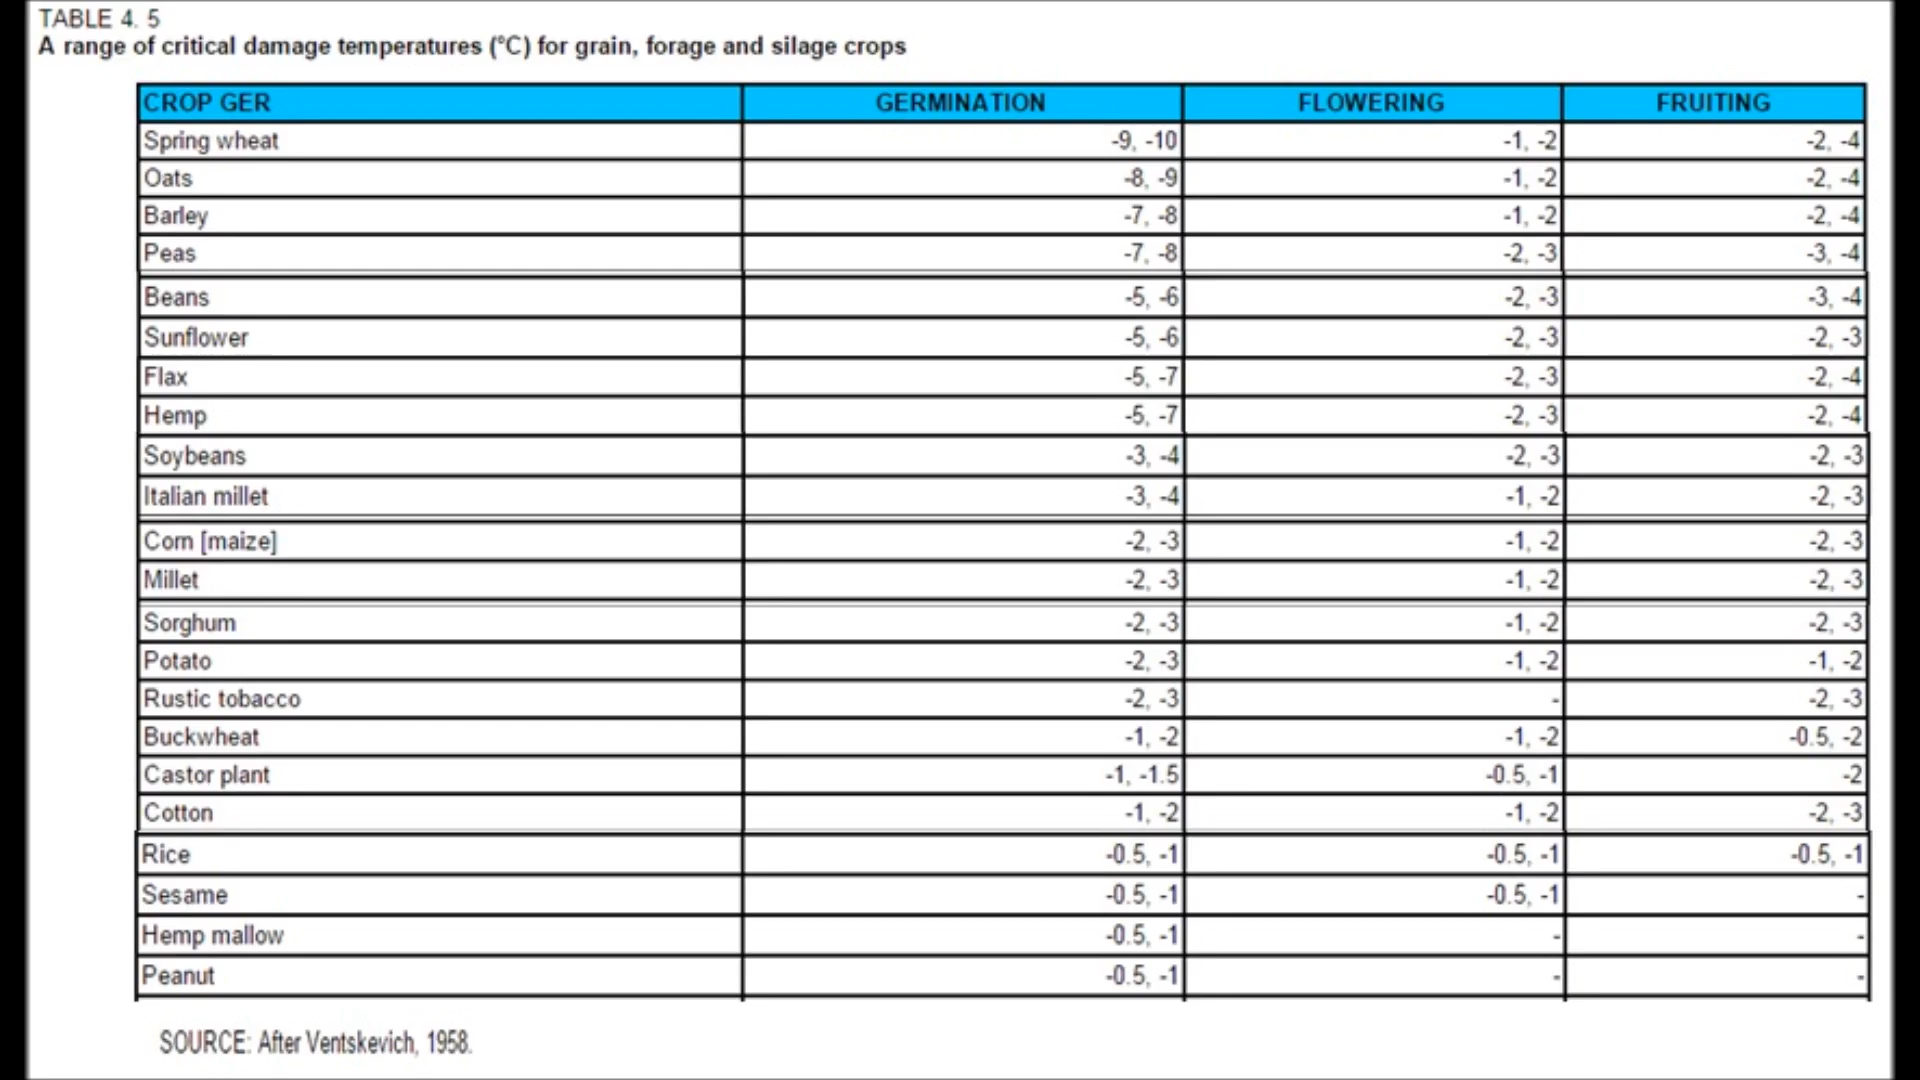 TABLE 4. 5
A range of critical damage temperatures (°C) for grain, forage and silage crops
CROP GER GERMINATION FLOWERING FRUITING
Spring wheat -9, -10 -1, -2 -2, -4
Oats -8, -9 -1, -2 -2, -4
Barley -7, -8 -1, -2 -2, -4
Peas -7, -8 -2, -3 -3, -4
Beans -5, -6 -2, -3 -3, -4
Sunflower -5, -6 -2, -3 -2, -3
Flax -5, -7 -2, -3 -2, -4
Hemp -5, -7 -2, -3 -2, -4
Soybeans -3, -4 -2, -3 -2, -3
Italian millet -3, -4 -1, -2 -2, -3
Corn [maize] -2, -3 -1, -2 -2, -3
Millet -2, -3 -1, -2 -2, -3
Sorghum -2, -3 -1, -2 -2, -3
Potato -2, -3 -1, -2 -1, -2
Rustic tobacco -2, -3 - -2, -3
Buckwheat -1, -2 -1, -2 -0.5, -2
Castor plant -1, -1.5 -0.5, -1 -2
Cotton -1, -2 -1, -2 -2, -3
Rice -0.5, -1 -0.5, -1 -0.5, -1
Sesame -0.5, -1 -0.5, -1 -
Hemp mallow -0.5, -1 - -
Peanut -0.5, -1 - -
SOURCE: After Ventskevich, 1958.